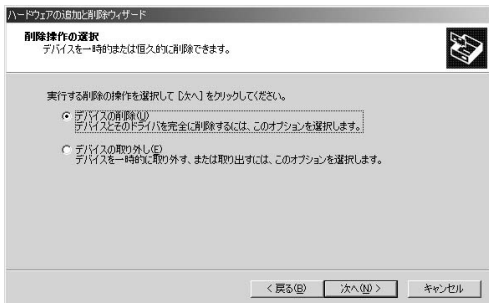 ハードウェアの追加と削除ウィザード
削除操作の選択
デバイスを一時的または恒久的に削除できます。
実行する削除の操作を選択して [次へ] をクリックしてください。
デバイスの削除(U)
デバイスとそのドライバを完全に削除するには、このオプションを選択します。
デバイスの取り外し(E)
デバイスを一時的に取り外す、または取り出すには、このオプションを選択します。
< 戻る(B)
次へ(N) >
キャンセル